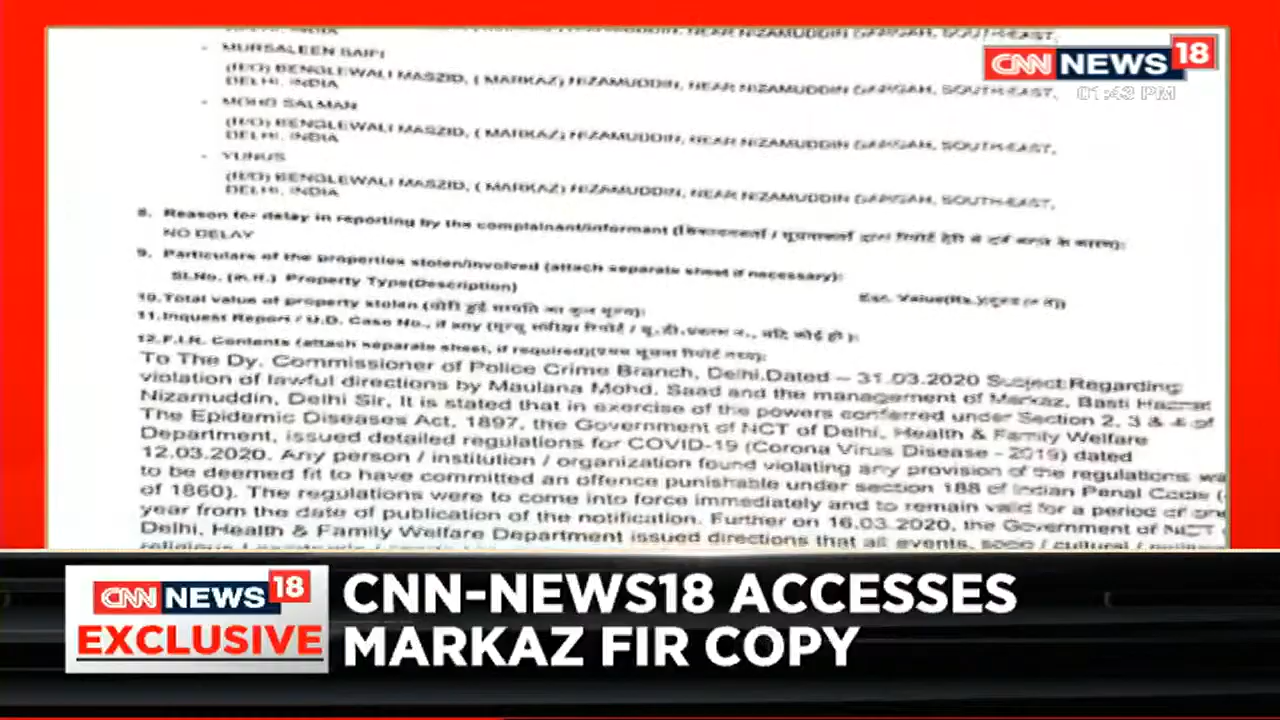 CNN NEWS 18
01:43 PM
- MURSALEEN SAIFI
(R/O) BENGLEWALI MASZID, ( MARKAZ) NIZAMUDDIN, NEAR NIZAMUDDIN DARGAH, SOUTH-EAST,
DELHI, INDIA
- MOHD SALMAN
(R/O) BENGLEWALI MASZID, ( MARKAZ) NIZAMUDDIN, NEAR NIZAMUDDIN DARGAH, SOUTH-EAST,
DELHI, INDIA
- YUNUS
(R/O) BENGLEWALI MASZID, ( MARKAZ) NIZAMUDDIN, NEAR NIZAMUDDIN DARGAH, SOUTH-EAST,
DELHI, INDIA
8. Reason for delay in reporting by the complainant/informant
NO DELAY
9. Particulars of the properties stolen/involved (attach separate sheet if necessary):
Sl.No. Property Type(Description)
10.Total value of property stolen
11.Inquest Report / U.D. Case No., if any
12.F.I.R. Contents (attach separate sheet, if required)
To The Dy. Commissioner of Police Crime Branch, Delhi.Dated – 31.03.2020 Subject:Regarding
violation of lawful directions by Maulana Mohd. Saad and the management of Markaz, Basti Hazrat
Nizamuddin, Delhi Sir, It is stated that in exercise of the powers conferred under Section 2, 3 & 4 of
The Epidemic Diseases Act, 1897, the Government of NCT of Delhi, Health & Family Welfare
Department, issued detailed regulations for COVID-19 (Corona Virus Disease - 2019) dated
12.03.2020. Any person / institution / organization found violating any provision of the regulations wa
to be deemed fit to have committed an offence punishable under section 188 of Indian Penal Code (
of 1860). The regulations were to come into force immediately and to remain valid for a period of one
year from the date of publication of the notification. Further on 16.03.2020, the Government of NCT
Delhi, Health & Family Welfare Department issued directions that all events, socio / cultural /
CNN NEWS 18
EXCLUSIVE
CNN-NEWS18 ACCESSES
MARKAZ FIR COPY